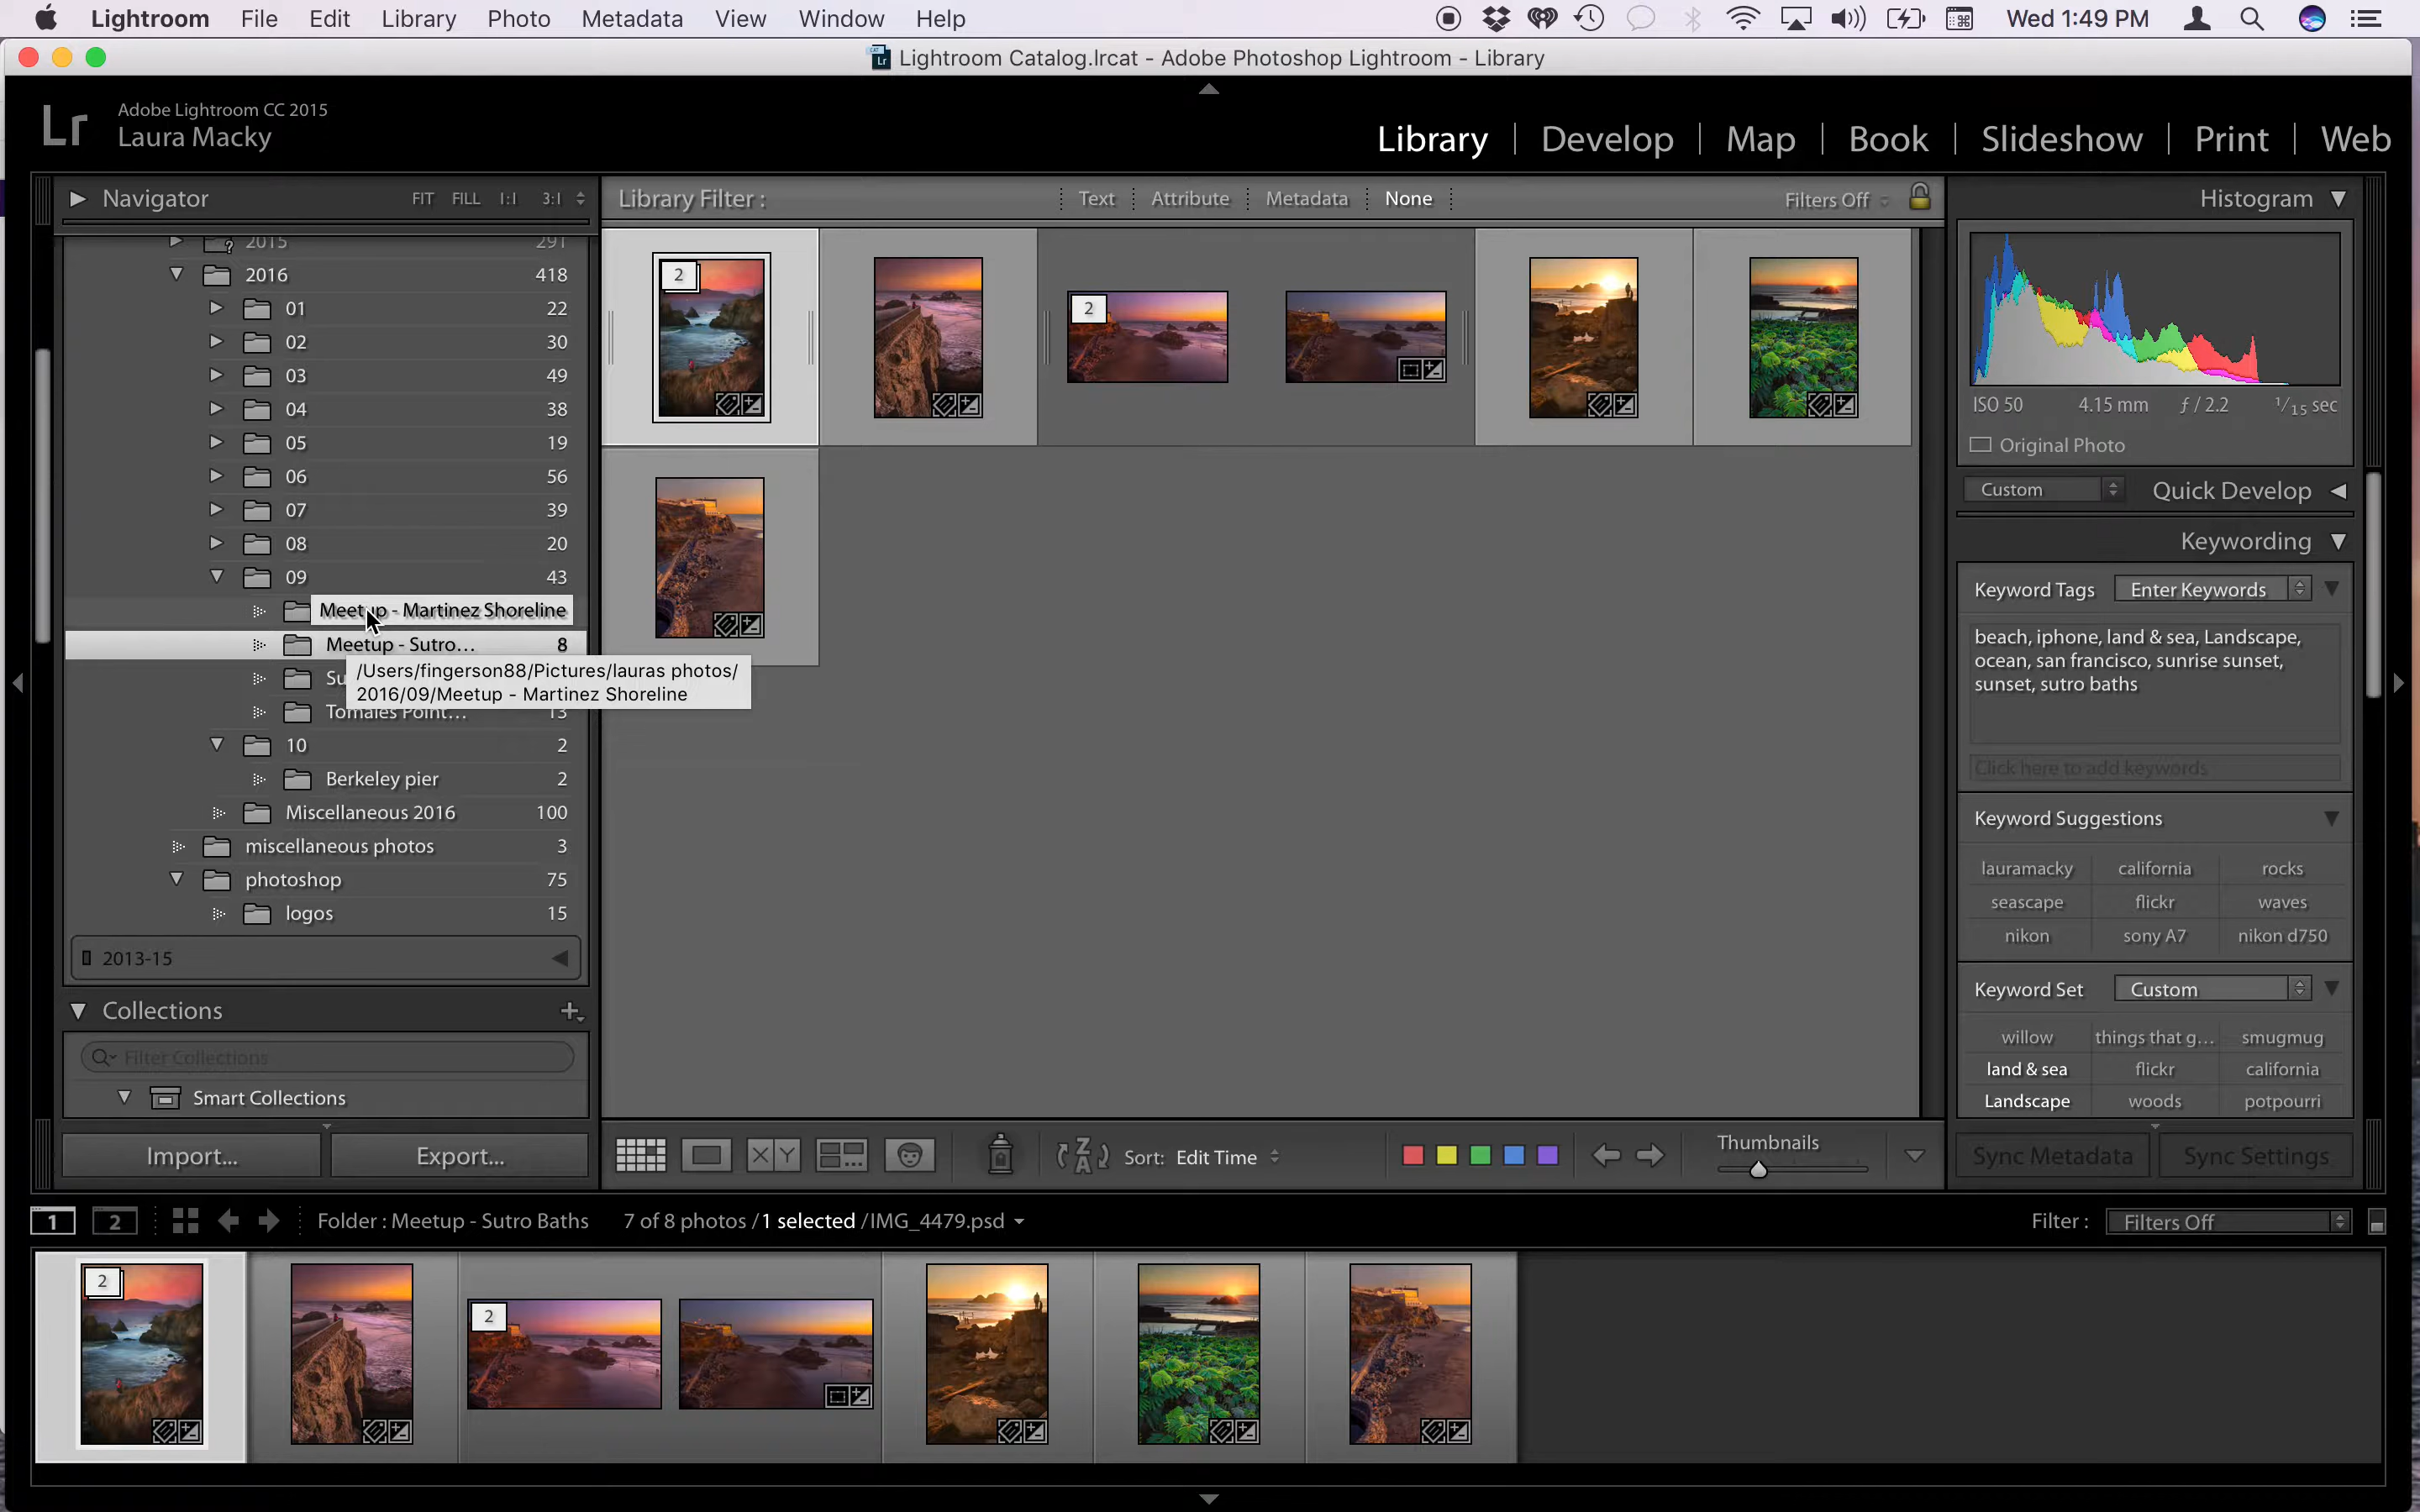 Lightroom File Edit Library Photo Metadata View Window Help Wed 1:49 PM
Lightroom Catalog.lrcat - Adobe Photoshop Lightroom - Library
Lr Adobe Lightroom CC 2015
Laura Macky
Library | Develop | Map | Book | Slideshow | Print | Web
Navigator FIT FILL 1:1 3:1
2015 291
2016 418
01 22
02 30
03 49
04 38
05 19
06 56
07 39
08 20
09 43
Meetup - Martinez Shoreline
Meetup - Sutro... 8
Su
/Users/fingerson88/Pictures/lauras photos/
2016/09/Meetup - Martinez Shoreline
Tomales Point... 13
10 2
Berkeley pier 2
Miscellaneous 2016 100
miscellaneous photos 3
photoshop 75
logos 15
2013-15
Collections
Filter Collections
Smart Collections
Import... Export...
Library Filter : Text Attribute Metadata None Filters Off
2
2
Sort: Edit Time Thumbnails
Histogram
ISO 50 4.15 mm ƒ / 2.2 1/15 sec
Original Photo
Custom Quick Develop
Keywording
Keyword Tags Enter Keywords
beach, iphone, land & sea, Landscape,
ocean, san francisco, sunrise sunset,
sunset, sutro baths
Click here to add keywords
Keyword Suggestions
lauramacky california rocks
seascape flickr waves
nikon sony A7 nikon d750
Keyword Set Custom
willow things that g... smugmug
land & sea flickr california
Landscape woods potpourri
Sync Metadata Sync Settings
1 2 Folder : Meetup - Sutro Baths 7 of 8 photos / 1 selected / IMG_4479.psd Filter : Filters Off
2
2